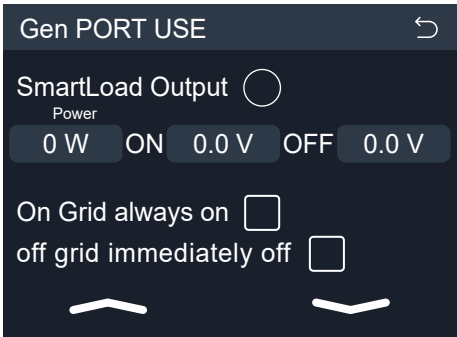 Gen PORT USE
SmartLoad Output
Power
0 W ON 0.0 V OFF 0.0 V
On Grid always on
off grid immediately off